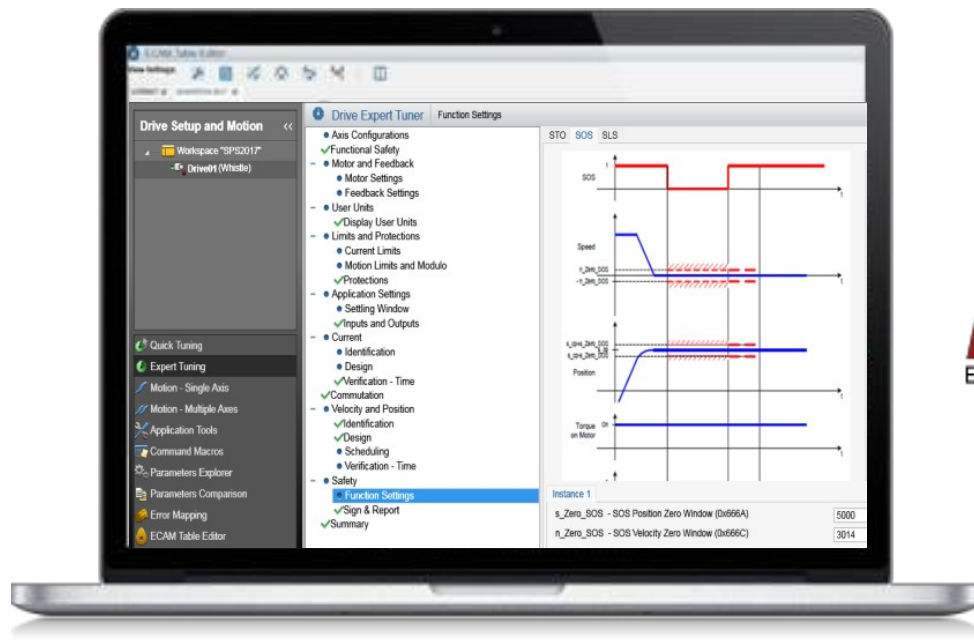 ECAM Table Editor
View Settings
Drive Setup and Motion <<
Workspace "SPS2017"
Drive01 (Whistle)
Quick Tuning
Expert Tuning
Motion - Single Axis
Motion - Multiple Axes
Application Tools
Command Macros
Parameters Explorer
Parameters Comparison
Error Mapping
ECAM Table Editor
Drive Expert Tuner Function Settings
Axis Configurations
Functional Safety
Motor and Feedback
Motor Settings
Feedback Settings
User Units
Display User Units
Limits and Protections
Current Limits
Motion Limits and Modulo
Protections
Application Settings
Settling Window
Inputs and Outputs
Current
Identification
Design
Verification - Time
Commutation
Velocity and Position
Identification
Design
Scheduling
Verification - Time
Safety
Function Settings
Sign & Report
Summary
STO SOS SLS
1
SOS
t
Speed
n_Zero_SOS
-n_Zero_SOS
t
Position
t
Torque on
on Motor
t
Instance 1
s_Zero_SOS - SOS Position Zero Window (0x666A) 5000
n_Zero_SOS - SOS Velocity Zero Window (0x666C) 3014